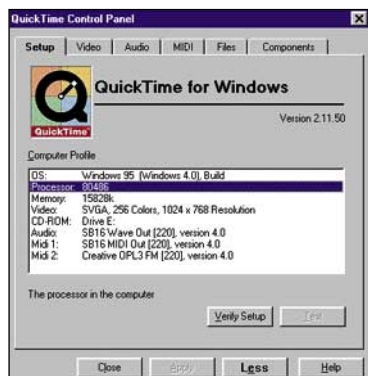 QuickTime Control Panel
Setup Video Audio MIDI Files Components
QuickTime for Windows
Version 2.11.50
QuickTime™
Computer Profile
OS: Windows 95 (Windows 4.0), Build
Processor: 80486
Memory: 15828k
Video: SVGA, 256 Colors, 1024 x 768 Resolution
CD-ROM: Drive E:
Audio: SB16 Wave Out [220], version 4.0
Midi 1: SB16 MIDI Out [220], version 4.0
Midi 2: Creative OPL3 FM [220], version 4.0
The processor in the computer
Verify Setup Test
Close Apply Less Help